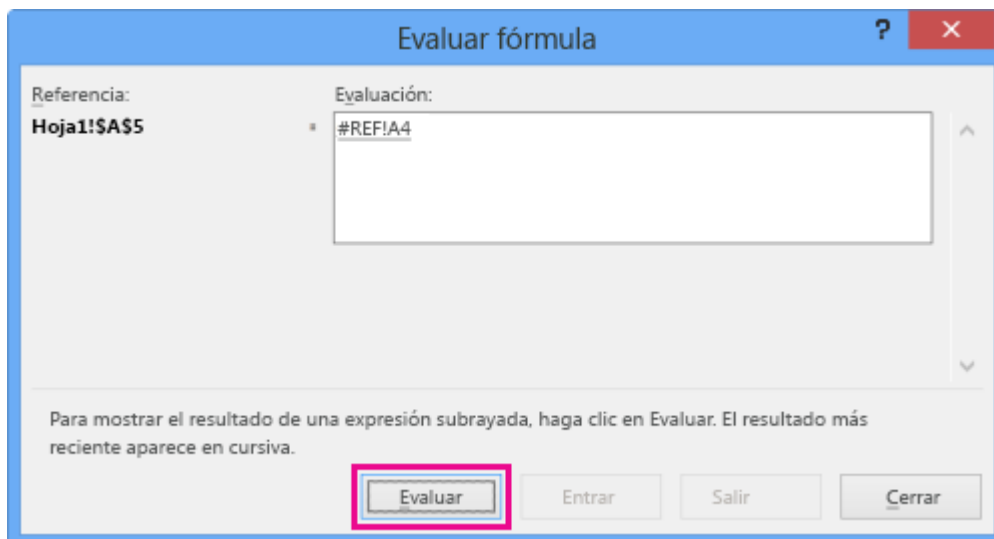 Evaluar fórmula
?
Referencia:
Evaluación:
Hoja1!$A$5
=
#REF!A4
Para mostrar el resultado de una expresión subrayada, haga clic en Evaluar. El resultado más
reciente aparece en cursiva.
Evaluar
Entrar
Salir
Cerrar